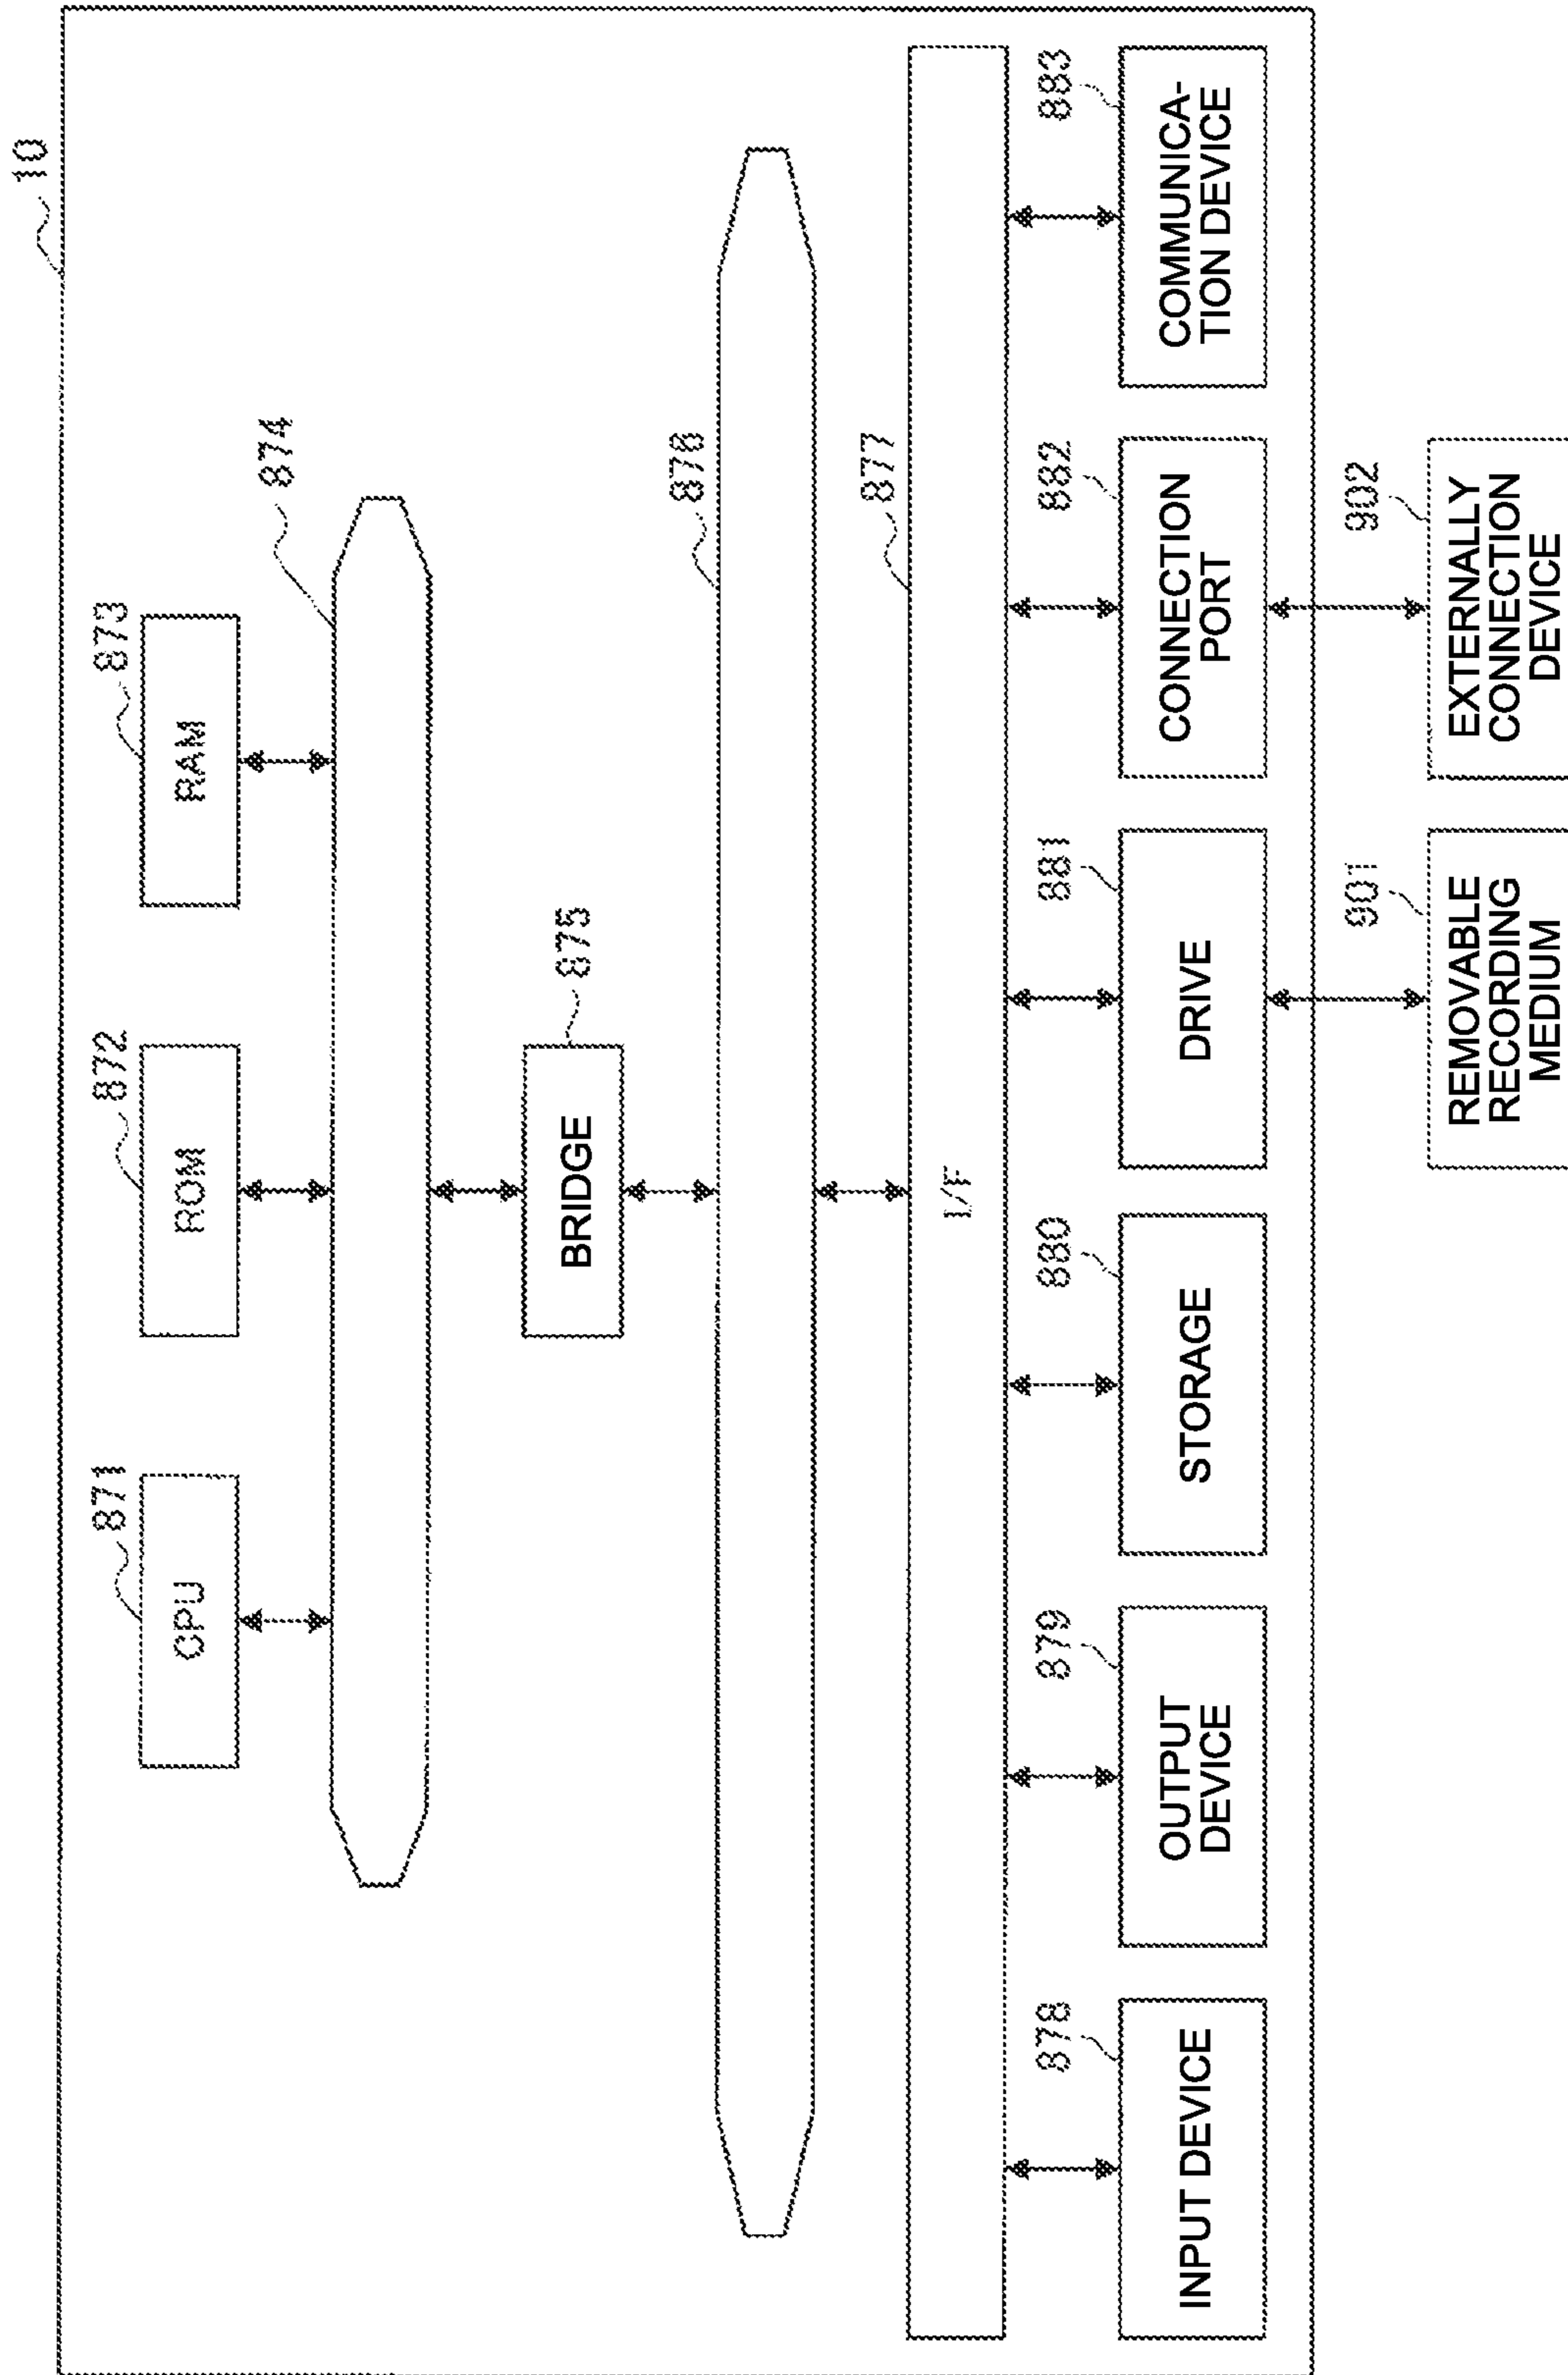 10
871
872
873
CPU
ROM
RAM
874
BRIDGE
875
876
877
I/F
878
879
880
881
882
883
INPUT DEVICE
OUTPUT
DEVICE
STORAGE
DRIVE
CONNECTION
PORT
COMMUNICA-
TION DEVICE
901
902
REMOVABLE
RECORDING
MEDIUM
EXTERNALLY
CONNECTION
DEVICE